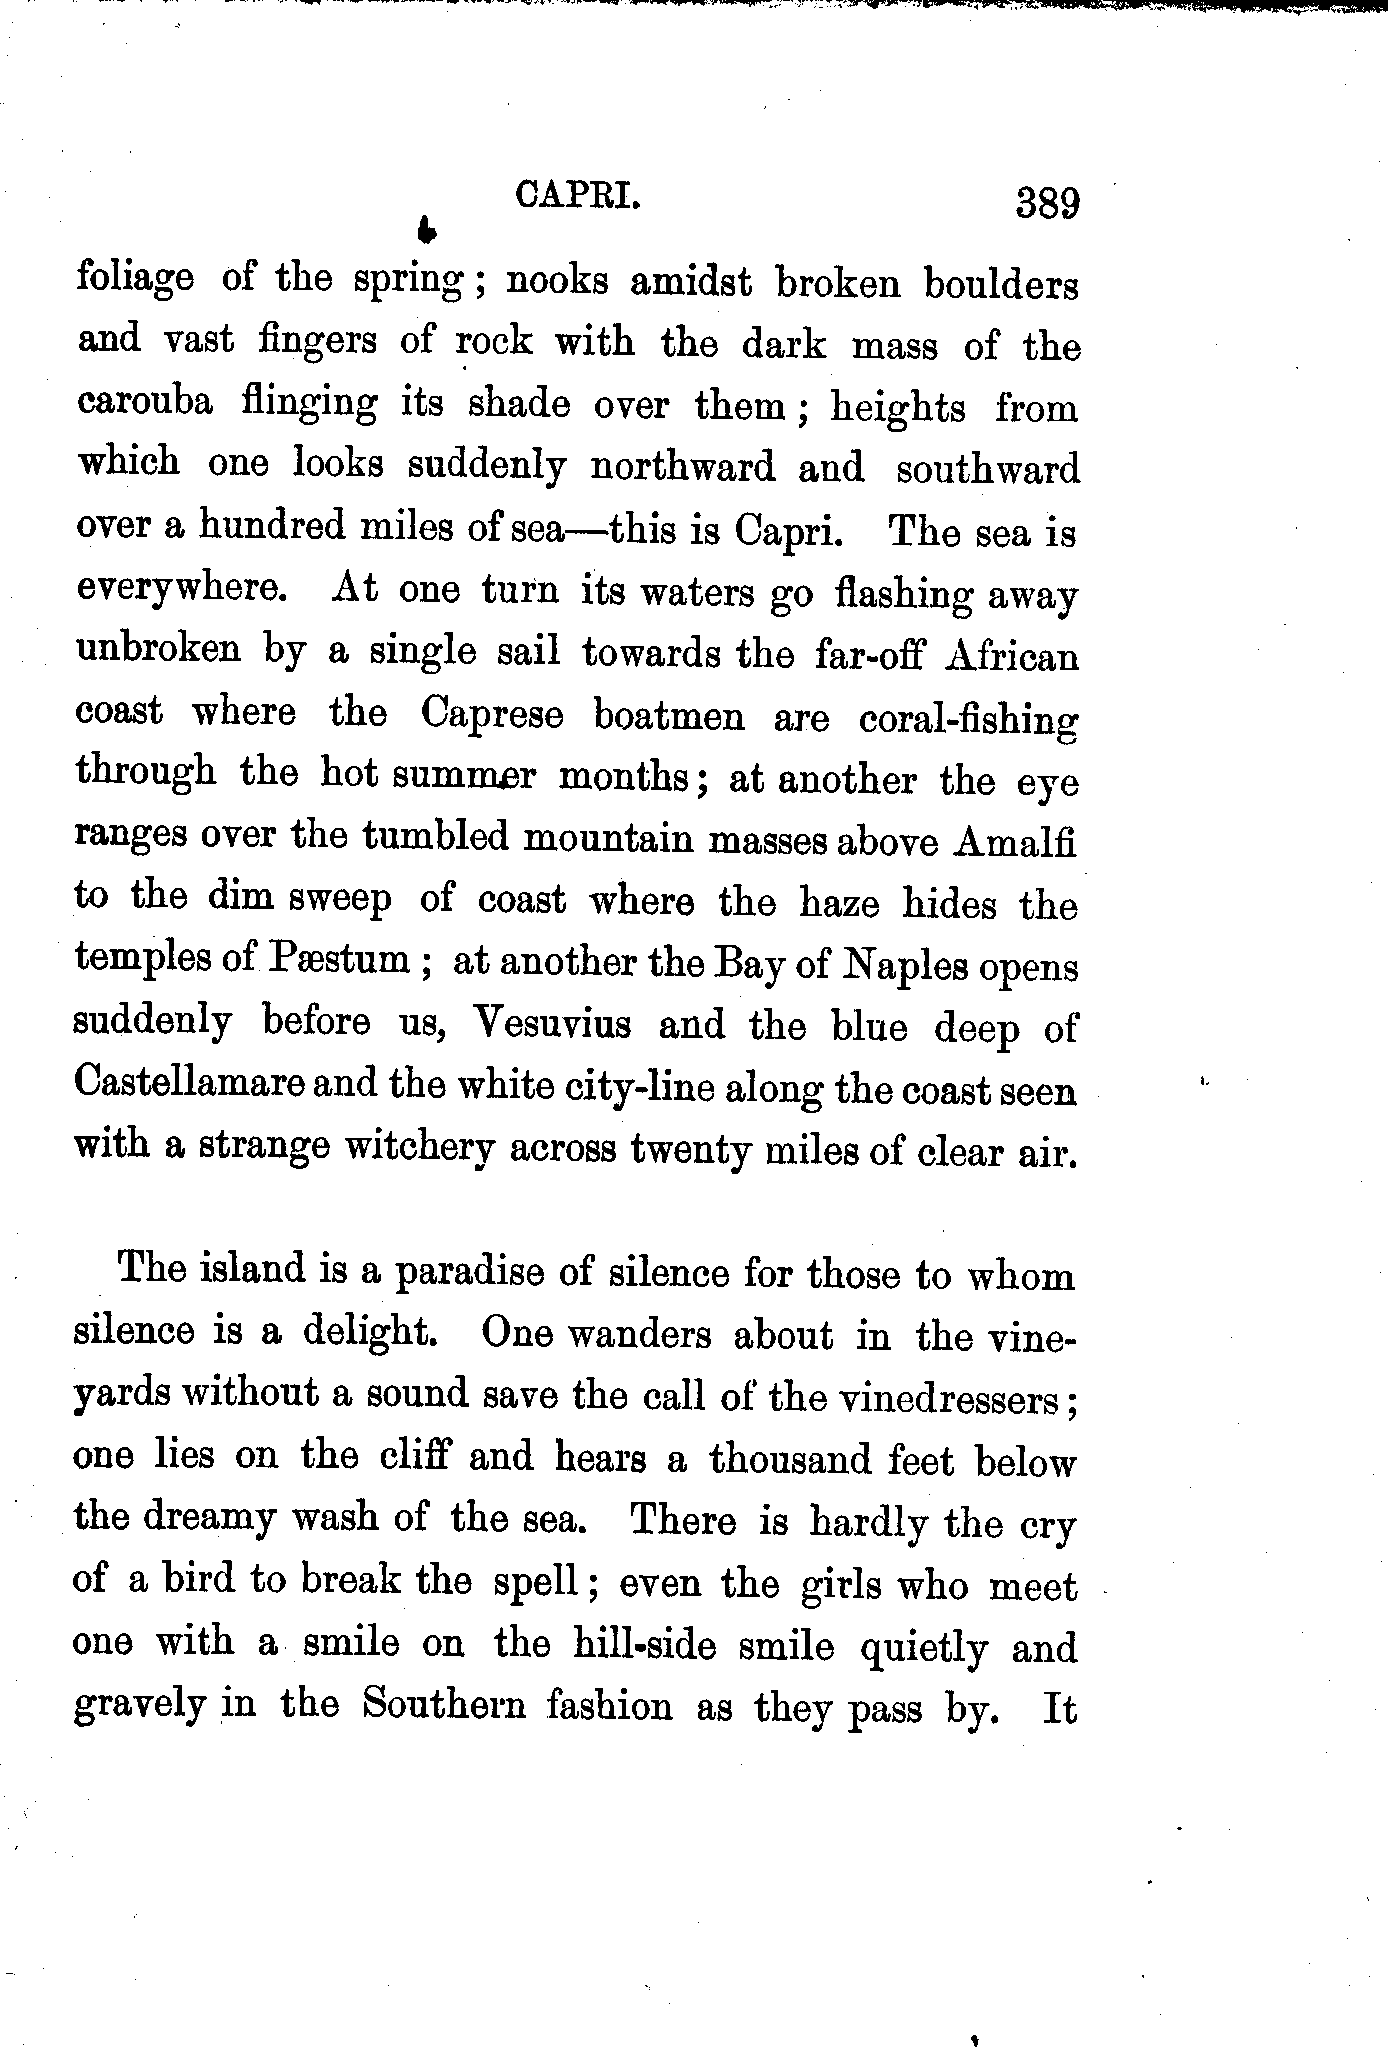 CAPRI. 389
foliage of the spring ; nooks amidst broken boulders
and vast fingers of rock with the dark mass of the
carouba flinging its shade over them ; heights from
which one looks suddenly northward and southward
over a hundred miles of sea—this is Capri. The sea is
everywhere. At one turn its waters go flashing away
unbroken by a single sail towards the far-off African
coast where the Caprese boatmen are coral-fishing
through the hot summer months ; at another the eye
ranges over the tumbled mountain masses above Amalfi
to the dim sweep of coast where the haze hides the
temples of Pæstum ; at another the Bay of Naples opens
suddenly before us, Vesuvius and the blue deep of
Castellamare and the white city-line along the coast seen
with a strange witchery across twenty miles of clear air.
The island is a paradise of silence for those to whom
silence is a delight. One wanders about in the vine-
yards without a sound save the call of the vinedressers ;
one lies on the cliff and hears a thousand feet below
the dreamy wash of the sea. There is hardly the cry
of a bird to break the spell ; even the girls who meet
one with a smile on the hill-side smile quietly and
gravely in the Southern fashion as they pass by. It